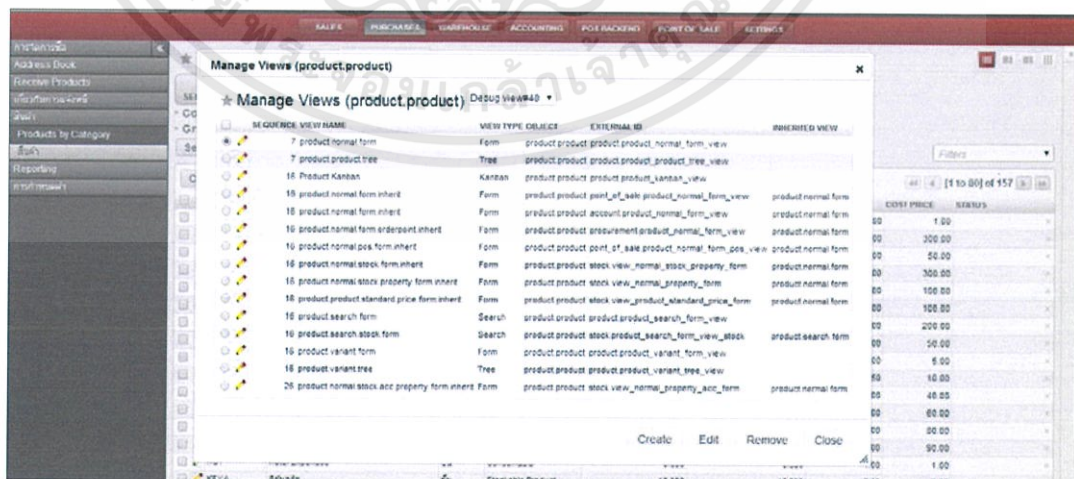 SALES PURCHASES WAREHOUSE ACCOUNTING POS BACKEND POINT OF SALE SETTINGS
Address Book
Receive Products
สินค้า
Products by Category
สินค้า
Reporting
Manage Views (product.product)
Manage Views (product.product) Debug View#40
SEQUENCE VIEW NAME VIEW TYPE OBJECT EXTERNAL ID INHERITED VIEW
7 product.normal.form Form product.product product.product_normal_form_view
7 product.product.tree Tree product.product product.product_product_tree_view
16 Product Kanban Kanban product.product product.product_kanban_view
16 product.normal.form.inherit Form product.product point_of_sale.product_normal_form_view product.normal.form
16 product.normal.form.inherit Form product.product account.product_normal_form_view product.normal.form
16 product.normal.form.orderpoint.inherit Form product.product procurement.product_normal_form_view product.normal.form
16 product.normal.pos.form.inherit Form product.product point_of_sale.product_normal_form_pos_view product.normal.form
16 product.normal.stock.form.inherit Form product.product stock.view_normal_stock_property_form product.normal.form
16 product.normal.stock.property.form.inherit Form product.product stock.view_normal_property_form product.normal.form
16 product.product.standard.price.form.inherit Form product.product stock.view_product_standard_price_form product.normal.form
16 product.search.form Search product.product product.product_search_form_view
16 product.search.stock.form Search product.product stock.product_search_form_view_stock product.search.form
16 product.variant.form Form product.product product.product_variant_form_view
16 product.variant.tree Tree product.product product.product_variant_tree_view
26 product.normal.stock.acc.property.form.inherit Form product.product stock.view_normal_property_acc_form product.normal.form
Create Edit Remove Close
Filters
[1 to 80] of 157
COST PRICE STATUS
1.00
300.00
50.00
300.00
100.00
100.00
200.00
50.00
5.00
10.00
40.00
60.00
80.00
90.00
1.00